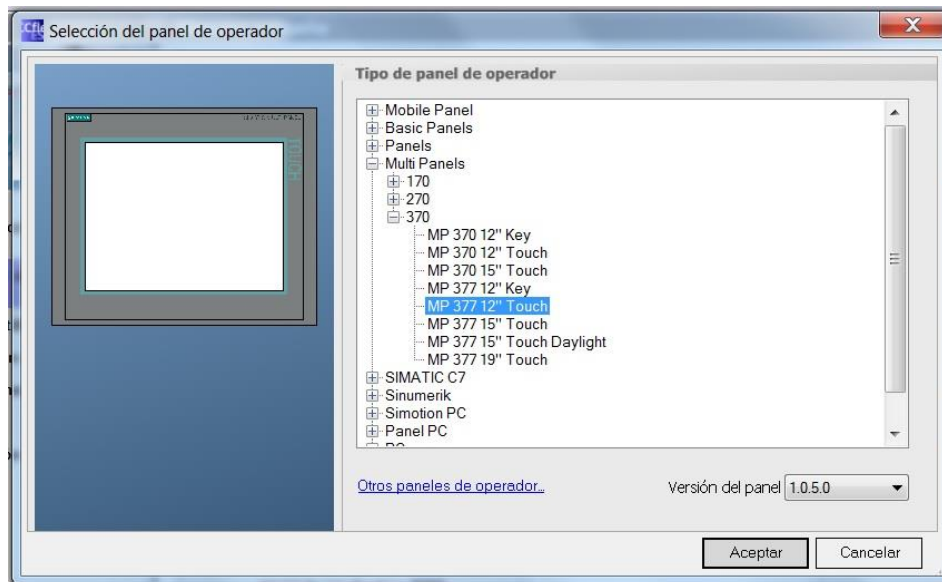 Selección del panel de operador
Tipo de panel de operador
Mobile Panel
Basic Panels
Panels
Multi Panels
170
270
370
MP 370 12" Key
MP 370 12" Touch
MP 370 15" Touch
MP 377 12" Key
MP 377 12" Touch
MP 377 15" Touch
MP 377 15" Touch Daylight
MP 377 19" Touch
SIMATIC C7
Sinumerik
Simotion PC
Panel PC
TOUCH
Otros paneles de operador...
Versión del panel 1.0.5.0
Aceptar
Cancelar